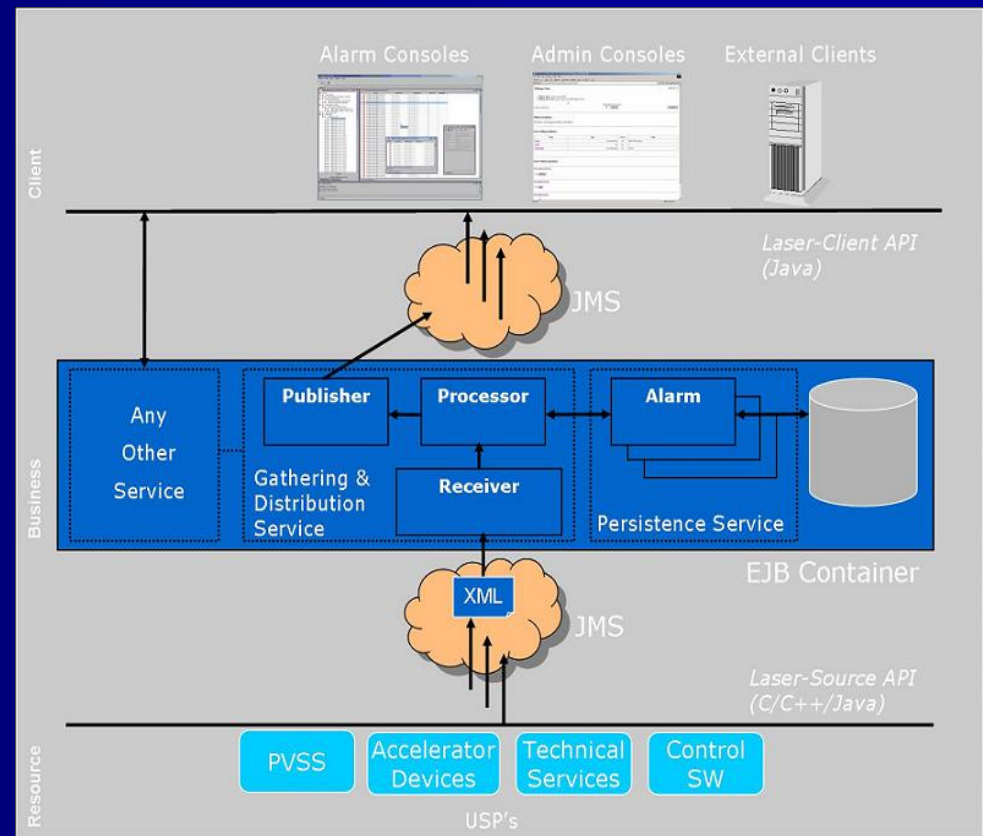 Alarm Consoles
Admin Consoles
External Clients
Client
Laser-Client API
(Java)
JMS
Business
Any
Other
Service
Publisher
Processor
Alarm
Receiver
Gathering &
Distribution
Service
Persistence Service
EJB Container
XML
JMS
Laser-Source API
(C/C++/Java)
Resource
PVSS
Accelerator
Devices
Technical
Services
Control
SW
USP's